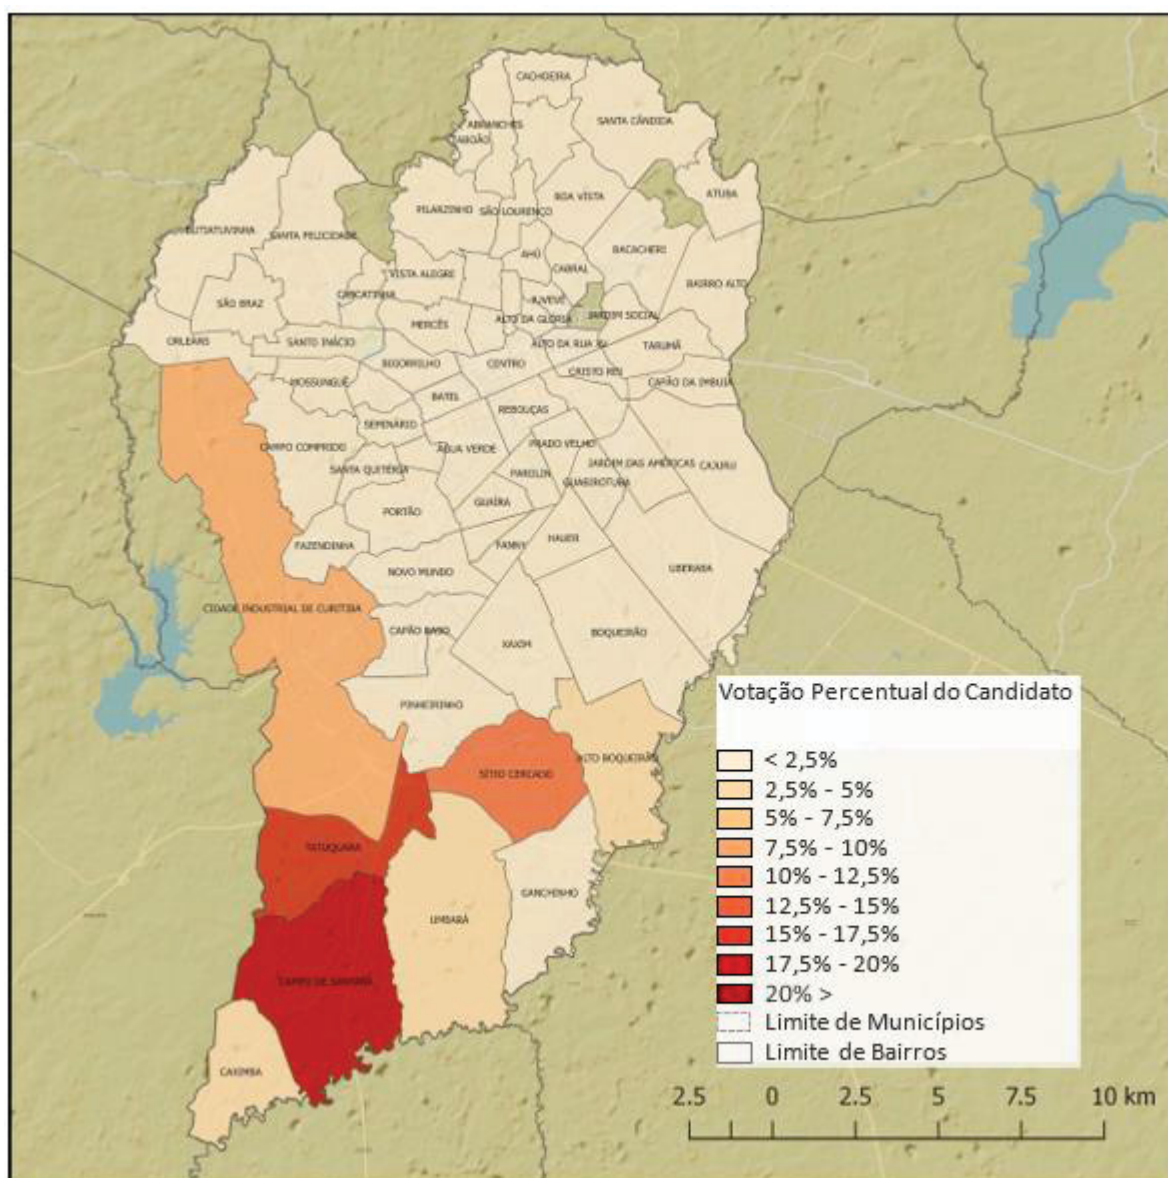 CACHOEIRA
ABRANCHES
SANTA CÂNDIDA
TABOÃO
BOA VISTA
ATUBA
PILARZINHO
SÃO LOURENÇO
BUTIATUVINHA
SANTA FELICIDADE
BACACHERI
AHÚ
CABRAL
VISTA ALEGRE
BAIRRO ALTO
CASCATINHA
SÃO BRAZ
JUVEVÊ
ALTO DA GLÓRIA
JARDIM SOCIAL
MERCÊS
ORLEANS
SANTO INÁCIO
ALTO DA RUA XV
TARUMÃ
BIGORRILHO
CENTRO
CRISTO REI
MOSSUNGUÊ
CAPÃO DA IMBUIA
BATEL
REBOUÇAS
SEMINÁRIO
CAMPO COMPRIDO
ÁGUA VERDE
PRADO VELHO
JARDIM DAS AMÉRICAS
CAJURU
SANTA QUITÉRIA
PAROLIN
GUABIROTUBA
GUAÍRA
PORTÃO
FAZENDINHA
FANNY
HAUER
NOVO MUNDO
UBERABA
CIDADE INDUSTRIAL DE CURITIBA
CAPÃO RASO
XAXIM
BOQUEIRÃO
PINHEIRINHO
SÍTIO CERCADO
ALTO BOQUEIRÃO
TATUQUARA
GANCHINHO
UMBARÁ
CAMPO DE SANTANA
CAXIMBA
Votação Percentual do Candidato
< 2,5%
2,5% - 5%
5% - 7,5%
7,5% - 10%
10% - 12,5%
12,5% - 15%
15% - 17,5%
17,5% - 20%
20% >
Limite de Municípios
Limite de Bairros
2.5 0 2.5 5 7.5 10 km